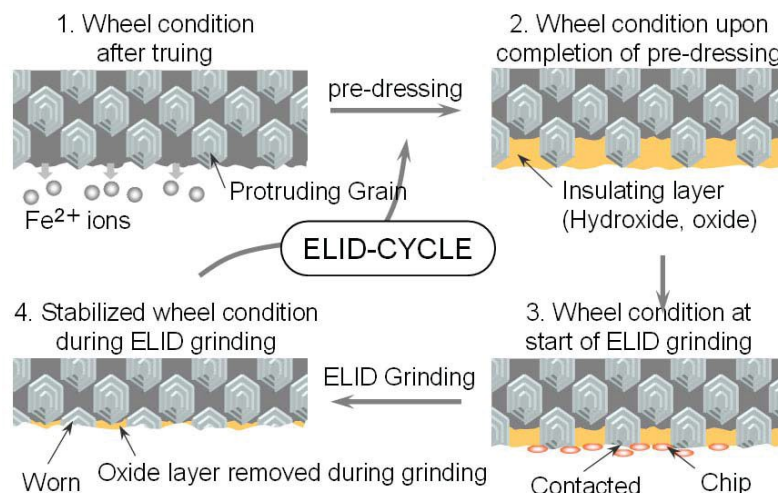 1. Wheel condition
after truing
pre-dressing
2. Wheel condition upon
completion of pre-dressing
Protruding Grain
Fe²⁺ ions
Insulating layer
(Hydroxide, oxide)
ELID-CYCLE
4. Stabilized wheel condition
during ELID grinding
3. Wheel condition at
start of ELID grinding
ELID Grinding
Worn
Oxide layer removed during grinding
Contacted
Chip